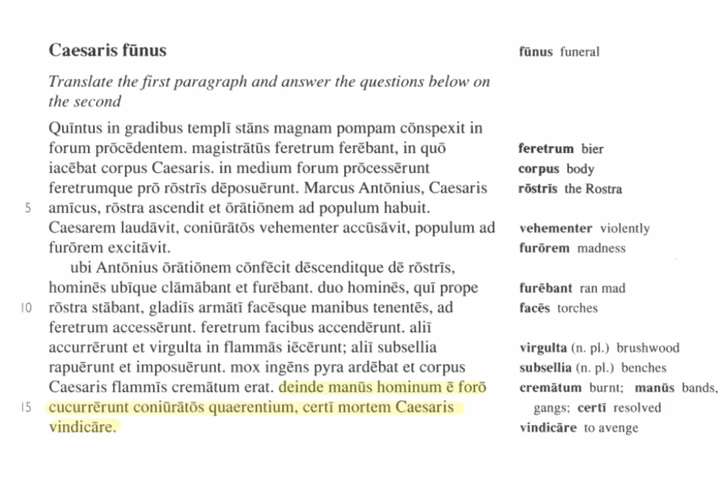 Caesaris fūnus
fūnus funeral
Translate the first paragraph and answer the questions below on
the second
Quīntus in gradibus templī stāns magnam pompam cōnspexit in
forum prōcēdentem. magistrātūs feretrum ferēbant, in quō
feretrum bier
iacēbat corpus Caesaris. in medium forum prōcessērunt
corpus body
feretrumque prō rōstrīs dēposuērunt. Marcus Antōnius, Caesaris
rōstrīs the Rostra
5 amīcus, rōstra ascendit et ōrātiōnem ad populum habuit.
Caesarem laudāvit, coniūrātōs vehementer accūsāvit, populum ad
vehementer violently
furōrem excitāvit.
furōrem madness
ubi Antōnius ōrātiōnem cōnfēcit dēscenditque dē rōstrīs,
hominēs ubīque clāmābant et furēbant. duo hominēs, quī prope
furēbant ran mad
10 rōstra stābant, gladiīs armātī facēsque manibus tenentēs, ad
facēs torches
feretrum accessērunt. feretrum facibus accendērunt. aliī
accurrērunt et virgulta in flammās iēcērunt; aliī subsellia
virgulta (n. pl.) brushwood
rapuērunt et imposuērunt. mox ingēns pyra ardēbat et corpus
subsellia (n. pl.) benches
Caesaris flammīs cremātum erat. deinde manūs hominum ē forō
cremātum burnt; manūs bands,
15 cucurrērunt coniūrātōs quaerentium, certī mortem Caesaris
gangs; certī resolved
vindicāre.
vindicāre to avenge